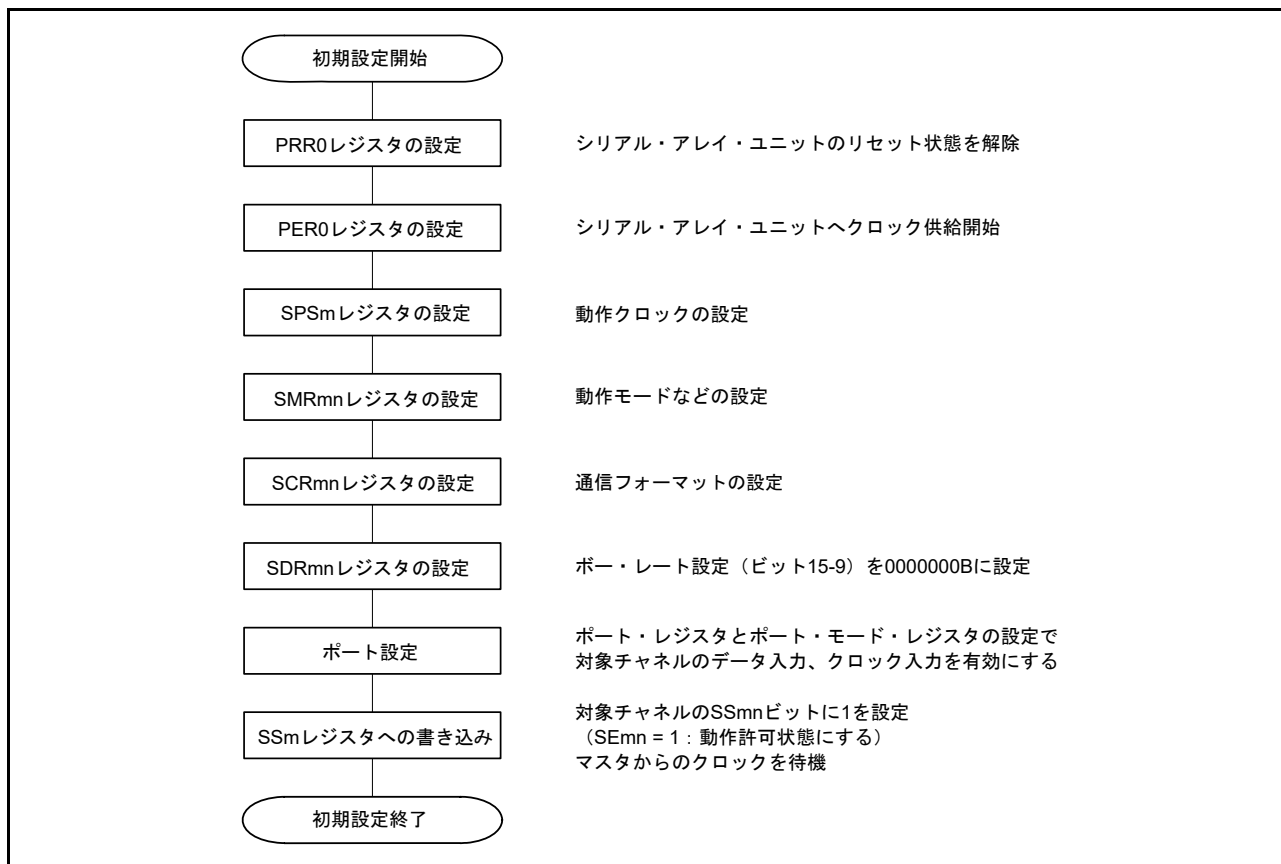 初期設定開始
PRR0レジスタの設定
シリアル・アレイ・ユニットのリセット状態を解除
PER0レジスタの設定
シリアル・アレイ・ユニットへクロック供給開始
SPSmレジスタの設定
動作クロックの設定
SMRmnレジスタの設定
動作モードなどの設定
SCRmnレジスタの設定
通信フォーマットの設定
SDRmnレジスタの設定
ボー・レート設定（ビット15-9）を0000000Bに設定
ポート設定
ポート・レジスタとポート・モード・レジスタの設定で
対象チャネルのデータ入力、クロック入力を有効にする
SSmレジスタへの書き込み
対象チャネルのSSmnビットに1を設定
（SEmn = 1：動作許可状態にする）
マスタからのクロックを待機
初期設定終了